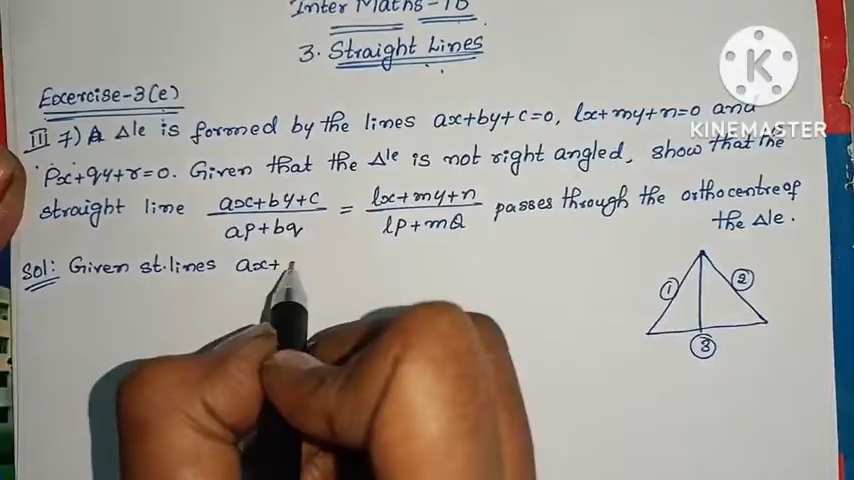 Inter Maths-1B
3. Straight Lines
Exercise-3(e)
III 7) A Δle is formed by the lines ax+by+c=0, lx+my+n=0 and
px+qy+r=0. Given that the Δle is not right angled, show that the
straight line (ax+by+c)/(ap+bq) = (lx+my+n)/(lp+mQ) passes through the orthocentre of
the Δle.
Sol: Given st.lines ax+
1
2
3
K
KINEMASTER